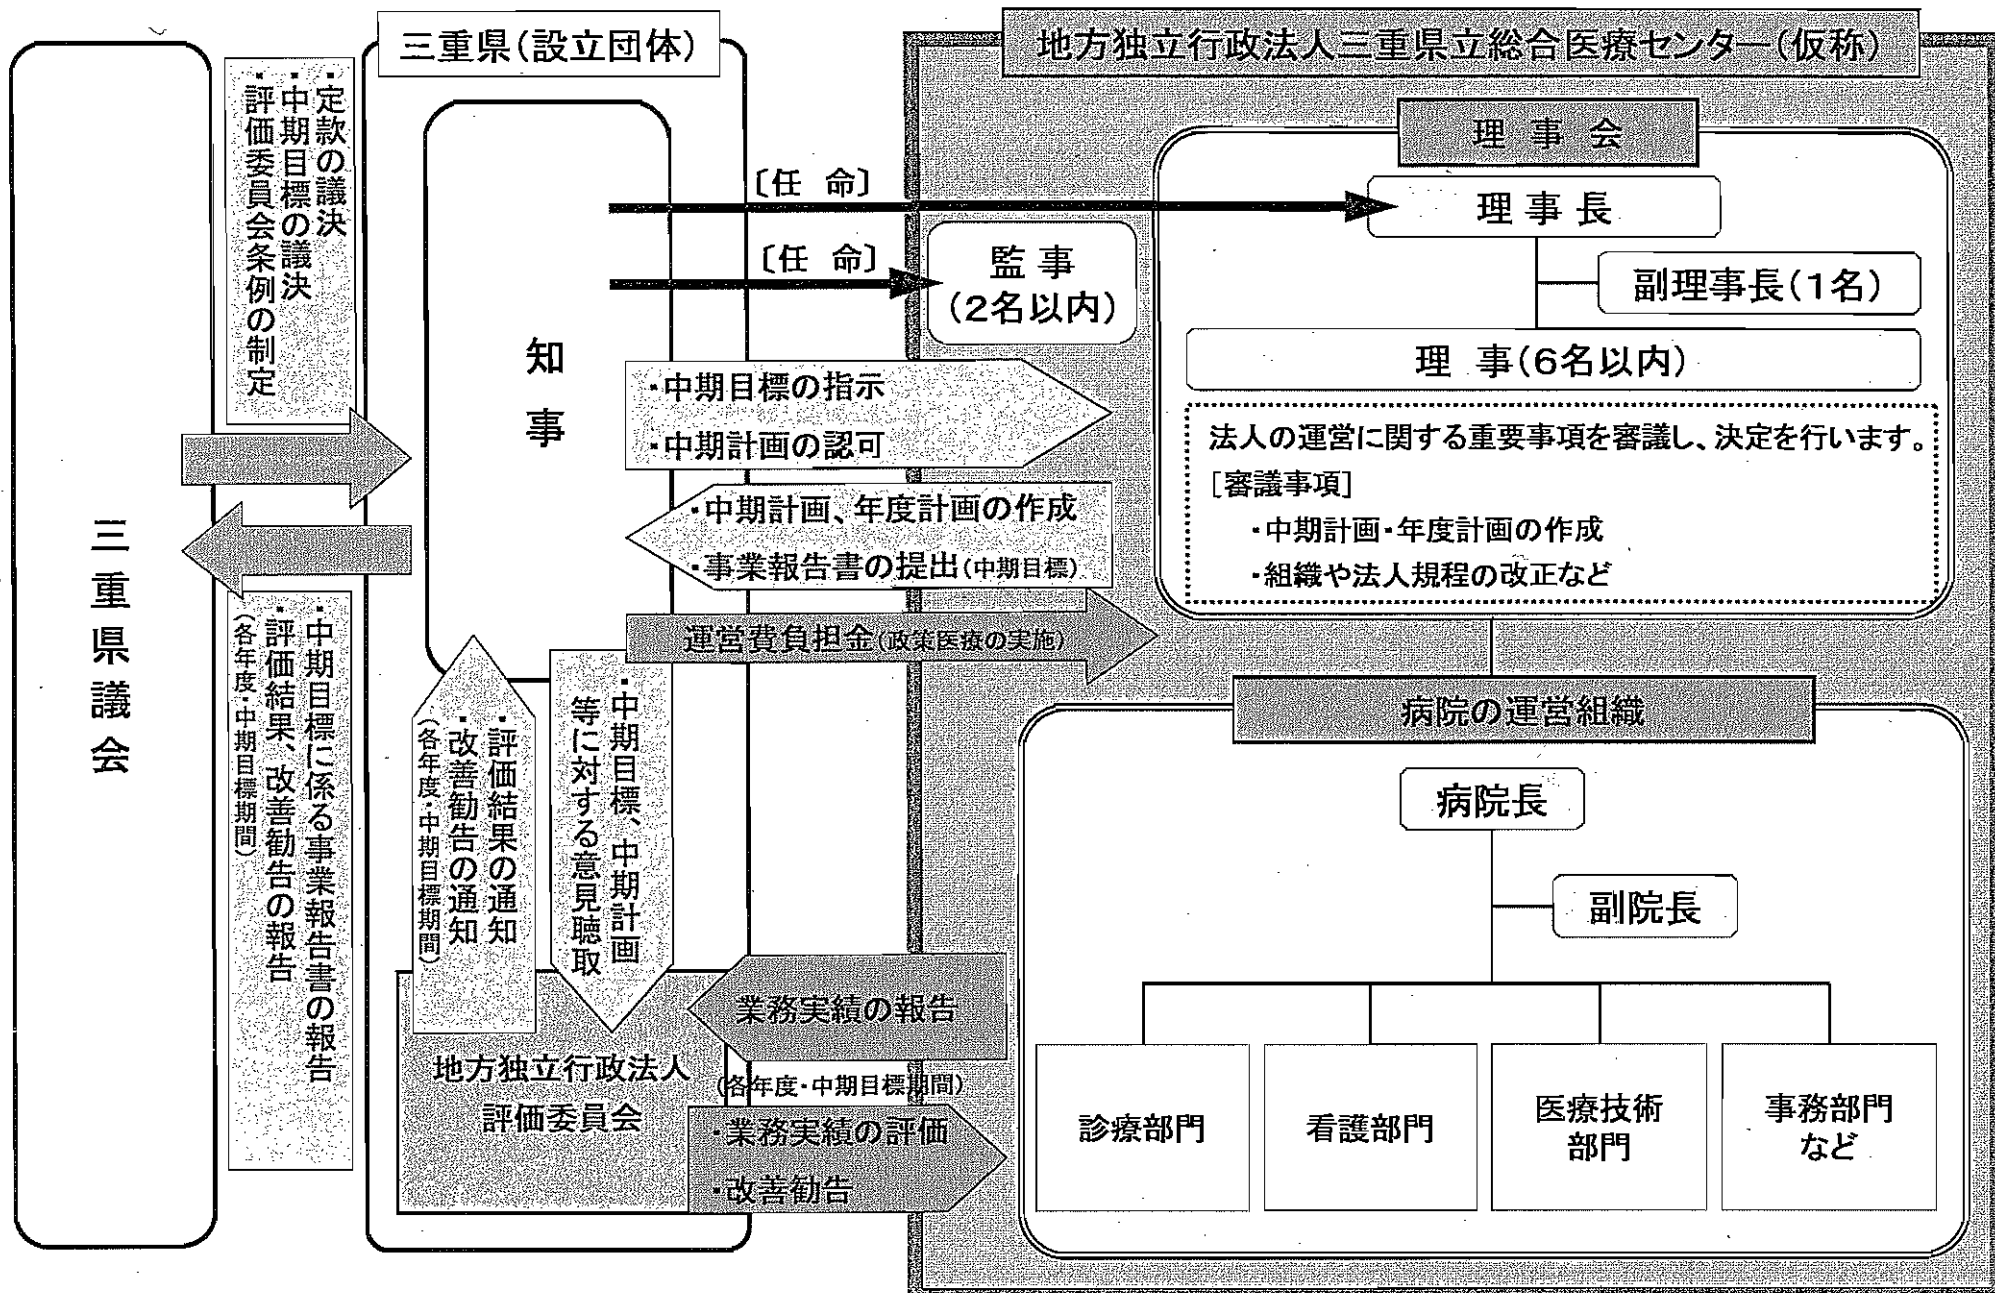 三重県議会
・定款の議決
・中期目標の議決
・評価委員会条例の制定
・中期目標に係る事業報告書の報告
・評価結果、改善勧告の報告
(各年度・中期目標期間)
三重県(設立団体)
知事
〔任 命〕
〔任 命〕
・中期目標の指示
・中期計画の認可
・中期計画、年度計画の作成
・事業報告書の提出(中期目標)
運営費負担金(政策医療の実施)
・評価結果の通知
・改善勧告の通知
(各年度・中期目標期間)
・中期目標、中期計画
等に対する意見聴取
地方独立行政法人
評価委員会
業務実績の報告
(各年度・中期目標期間)
・業務実績の評価
・改善勧告
地方独立行政法人三重県立総合医療センター(仮称)
監 事
(2名以内)
理 事 会
理 事 長
副理事長(1名)
理 事(6名以内)
法人の運営に関する重要事項を審議し、決定を行います。
[審議事項]
・中期計画・年度計画の作成
・組織や法人規程の改正など
病院の運営組織
病院長
副院長
診療部門
看護部門
医療技術
部門
事務部門
など